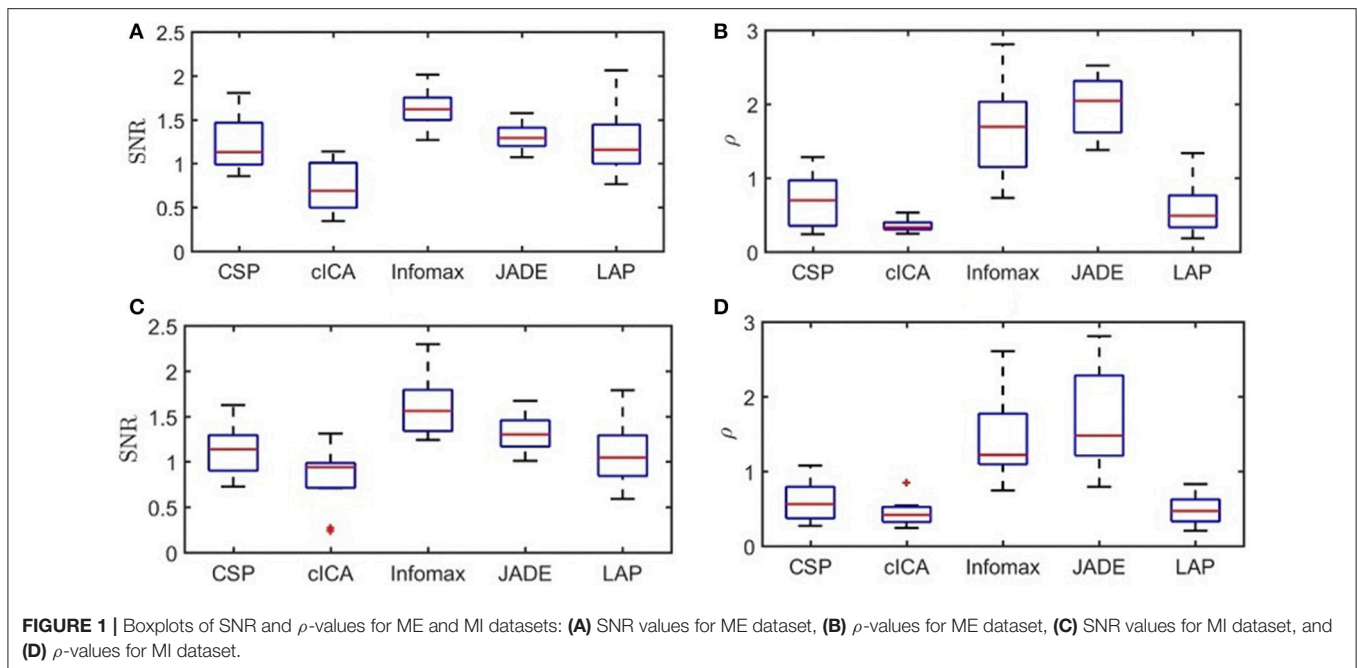 A
SNR
2.5
2
1.5
1
0.5
0
CSP cICA Infomax JADE LAP
B
ρ
3
2
1
0
CSP cICA Infomax JADE LAP
C
SNR
2.5
2
1.5
1
0.5
0
CSP cICA Infomax JADE LAP
D
ρ
3
2
1
0
CSP cICA Infomax JADE LAP
FIGURE 1 | Boxplots of SNR and ρ-values for ME and MI datasets: (A) SNR values for ME dataset, (B) ρ-values for ME dataset, (C) SNR values for MI dataset, and
(D) ρ-values for MI dataset.